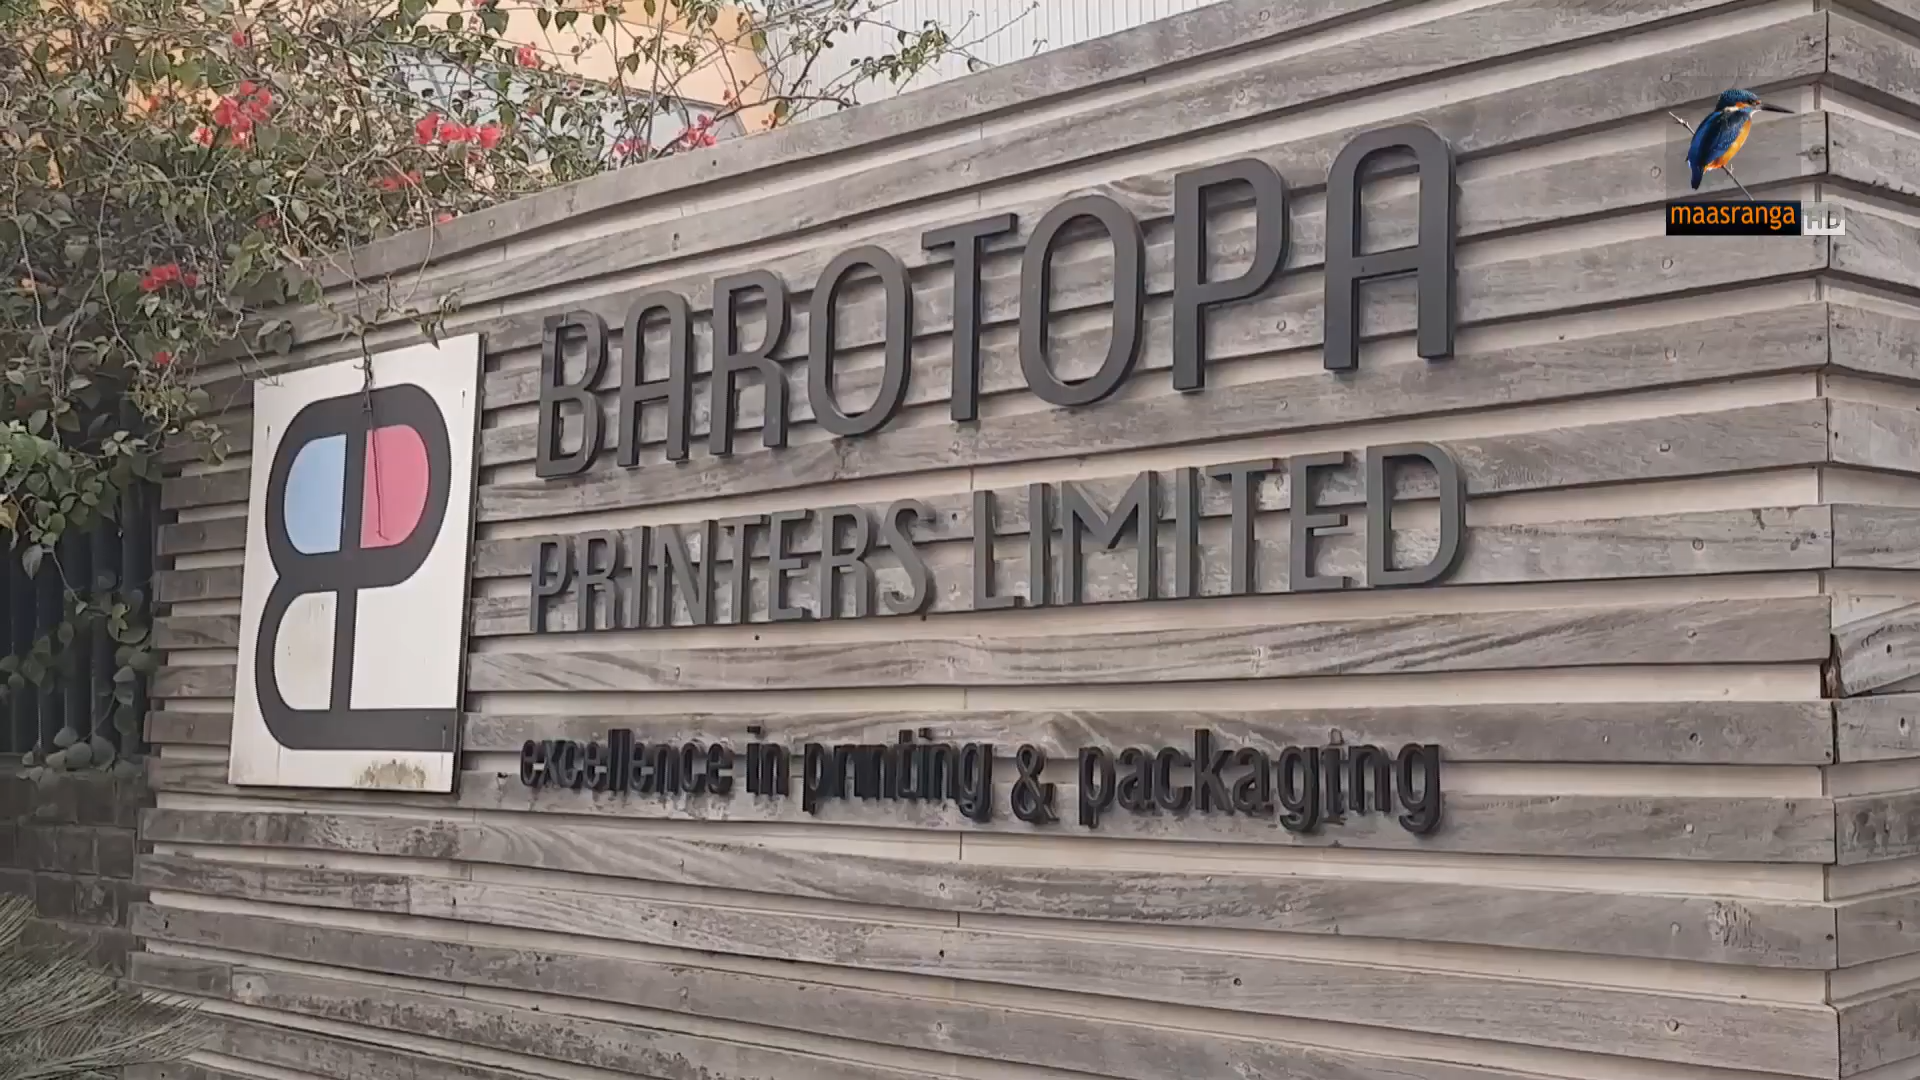 BAROTOPA
PRINTERS LIMITED
excellence in printing & packaging
maasranga HD